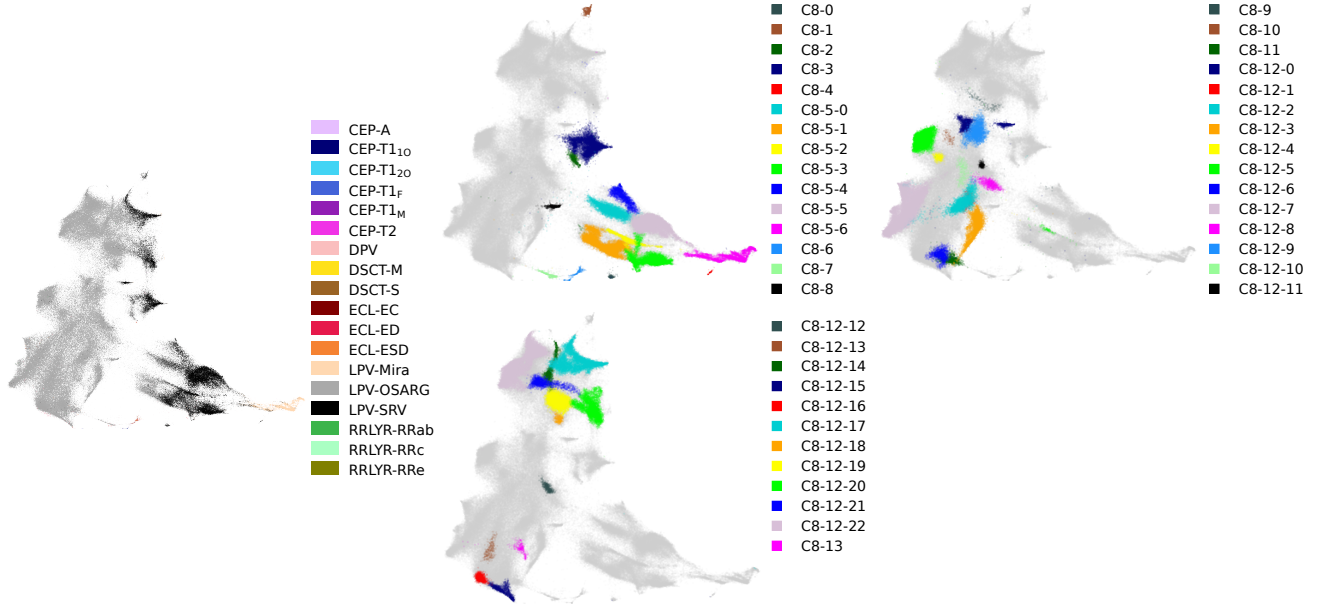 CEP-A
CEP-T1₁O
CEP-T1₂O
CEP-T1F
CEP-T1M
CEP-T2
DPV
DSCT-M
DSCT-S
ECL-EC
ECL-ED
ECL-ESD
LPV-Mira
LPV-OSARG
LPV-SRV
RRLYR-RRab
RRLYR-RRc
RRLYR-RRe
C8-0
C8-1
C8-2
C8-3
C8-4
C8-5-0
C8-5-1
C8-5-2
C8-5-3
C8-5-4
C8-5-5
C8-5-6
C8-6
C8-7
C8-8
C8-9
C8-10
C8-11
C8-12-0
C8-12-1
C8-12-2
C8-12-3
C8-12-4
C8-12-5
C8-12-6
C8-12-7
C8-12-8
C8-12-9
C8-12-10
C8-12-11
C8-12-12
C8-12-13
C8-12-14
C8-12-15
C8-12-16
C8-12-17
C8-12-18
C8-12-19
C8-12-20
C8-12-21
C8-12-22
C8-13